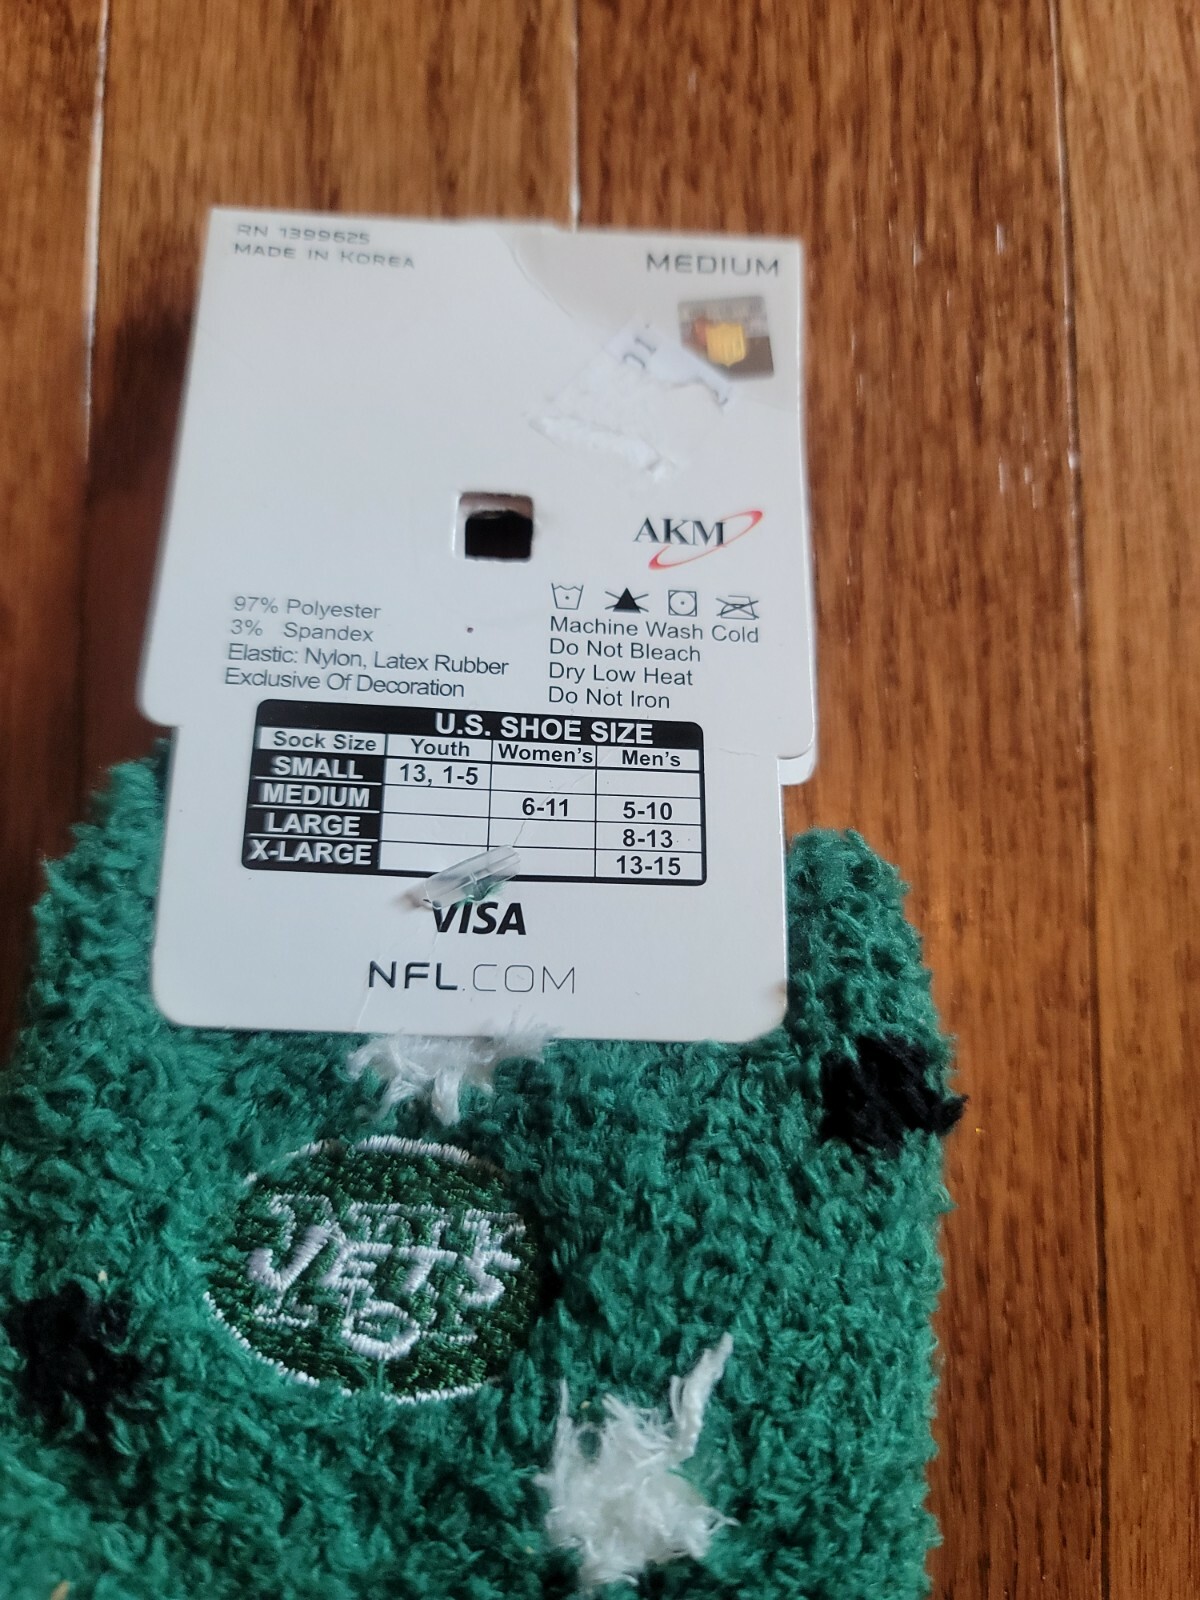 RN 1399625
MADE IN KOREA
MEDIUM
AKM
97% Polyester
3% Spandex
Elastic: Nylon, Latex Rubber
Exclusive Of Decoration
Machine Wash Cold
Do Not Bleach
Dry Low Heat
Do Not Iron
U.S. SHOE SIZE
Sock Size Youth Women's Men's
SMALL 13, 1-5
MEDIUM 6-11 5-10
LARGE 8-13
X-LARGE 13-15
VISA
NFL.COM
JETS